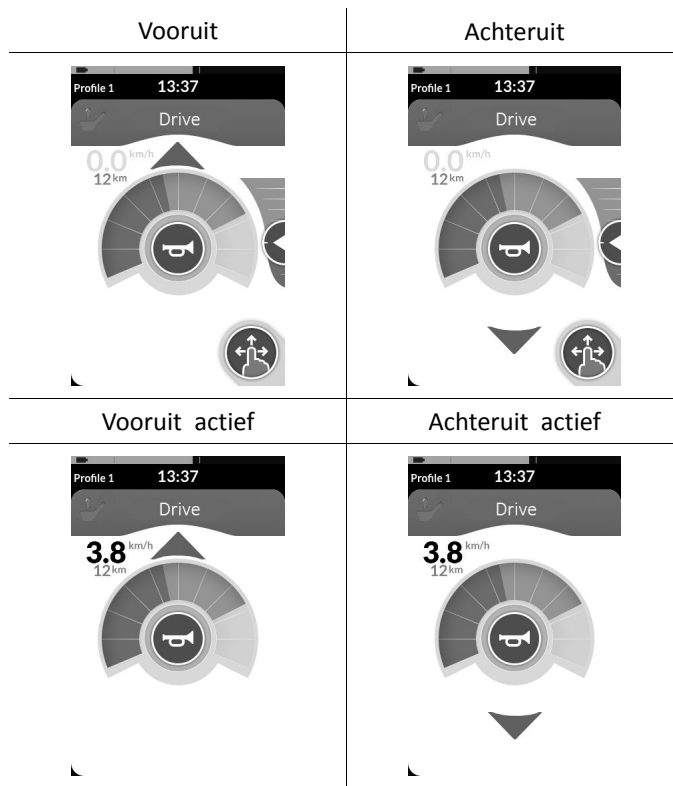 Vooruit
Achteruit
Profile 1 13:37
Drive
0.0 km/h
12 km
Profile 1 13:37
Drive
0.0 km/h
12 km
Vooruit actief
Achteruit actief
Profile 1 13:37
Drive
3.8 km/h
12 km
Profile 1 13:37
Drive
3.8 km/h
12 km